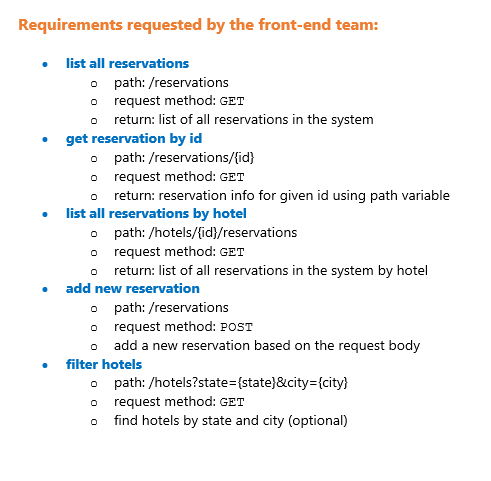 Requirements requested by the front-end team:
• list all reservations
o path: /reservations
o request method: GET
o return: list of all reservations in the system
• get reservation by id
o path: /reservations/{id}
o request method: GET
o return: reservation info for given id using path variable
• list all reservations by hotel
o path: /hotels/{id}/reservations
o request method: GET
o return: list of all reservations in the system by hotel
• add new reservation
o path: /reservations
o request method: POST
o add a new reservation based on the request body
• filter hotels
o path: /hotels?state={state}&city={city}
o request method: GET
o find hotels by state and city (optional)